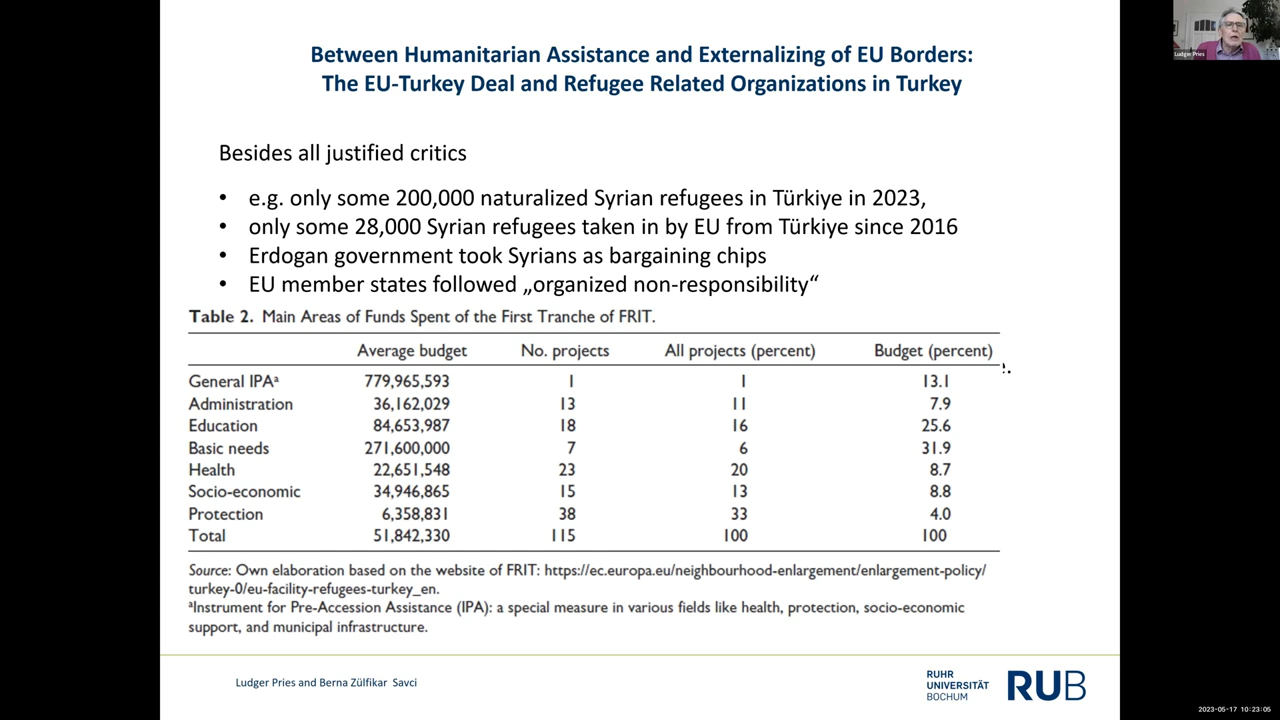 Between Humanitarian Assistance and Externalizing of EU Borders:
The EU-Turkey Deal and Refugee Related Organizations in Turkey
Ludger Pries
Besides all justified critics
• e.g. only some 200,000 naturalized Syrian refugees in Türkiye in 2023,
• only some 28,000 Syrian refugees taken in by EU from Türkiye since 2016
• Erdogan government took Syrians as bargaining chips
• EU member states followed „organized non-responsibility“
Table 2. Main Areas of Funds Spent of the First Tranche of FRIT.
Average budget No. projects All projects (percent) Budget (percent)
General IPAᵃ 779,965,593 1 1 13.1
Administration 36,162,029 13 11 7.9
Education 84,653,987 18 16 25.6
Basic needs 271,600,000 7 6 31.9
Health 22,651,548 23 20 8.7
Socio-economic 34,946,865 15 13 8.8
Protection 6,358,831 38 33 4.0
Total 51,842,330 115 100 100
Source: Own elaboration based on the website of FRIT: https://ec.europa.eu/neighbourhood-enlargement/enlargement-policy/
turkey-0/eu-facility-refugees-turkey_en.
ᵃInstrument for Pre-Accession Assistance (IPA): a special measure in various fields like health, protection, socio-economic
support, and municipal infrastructure.
Ludger Pries and Berna Zülfikar Savci
RUHR
UNIVERSITÄT
BOCHUM
RUB
2023-05-17 10:23:05